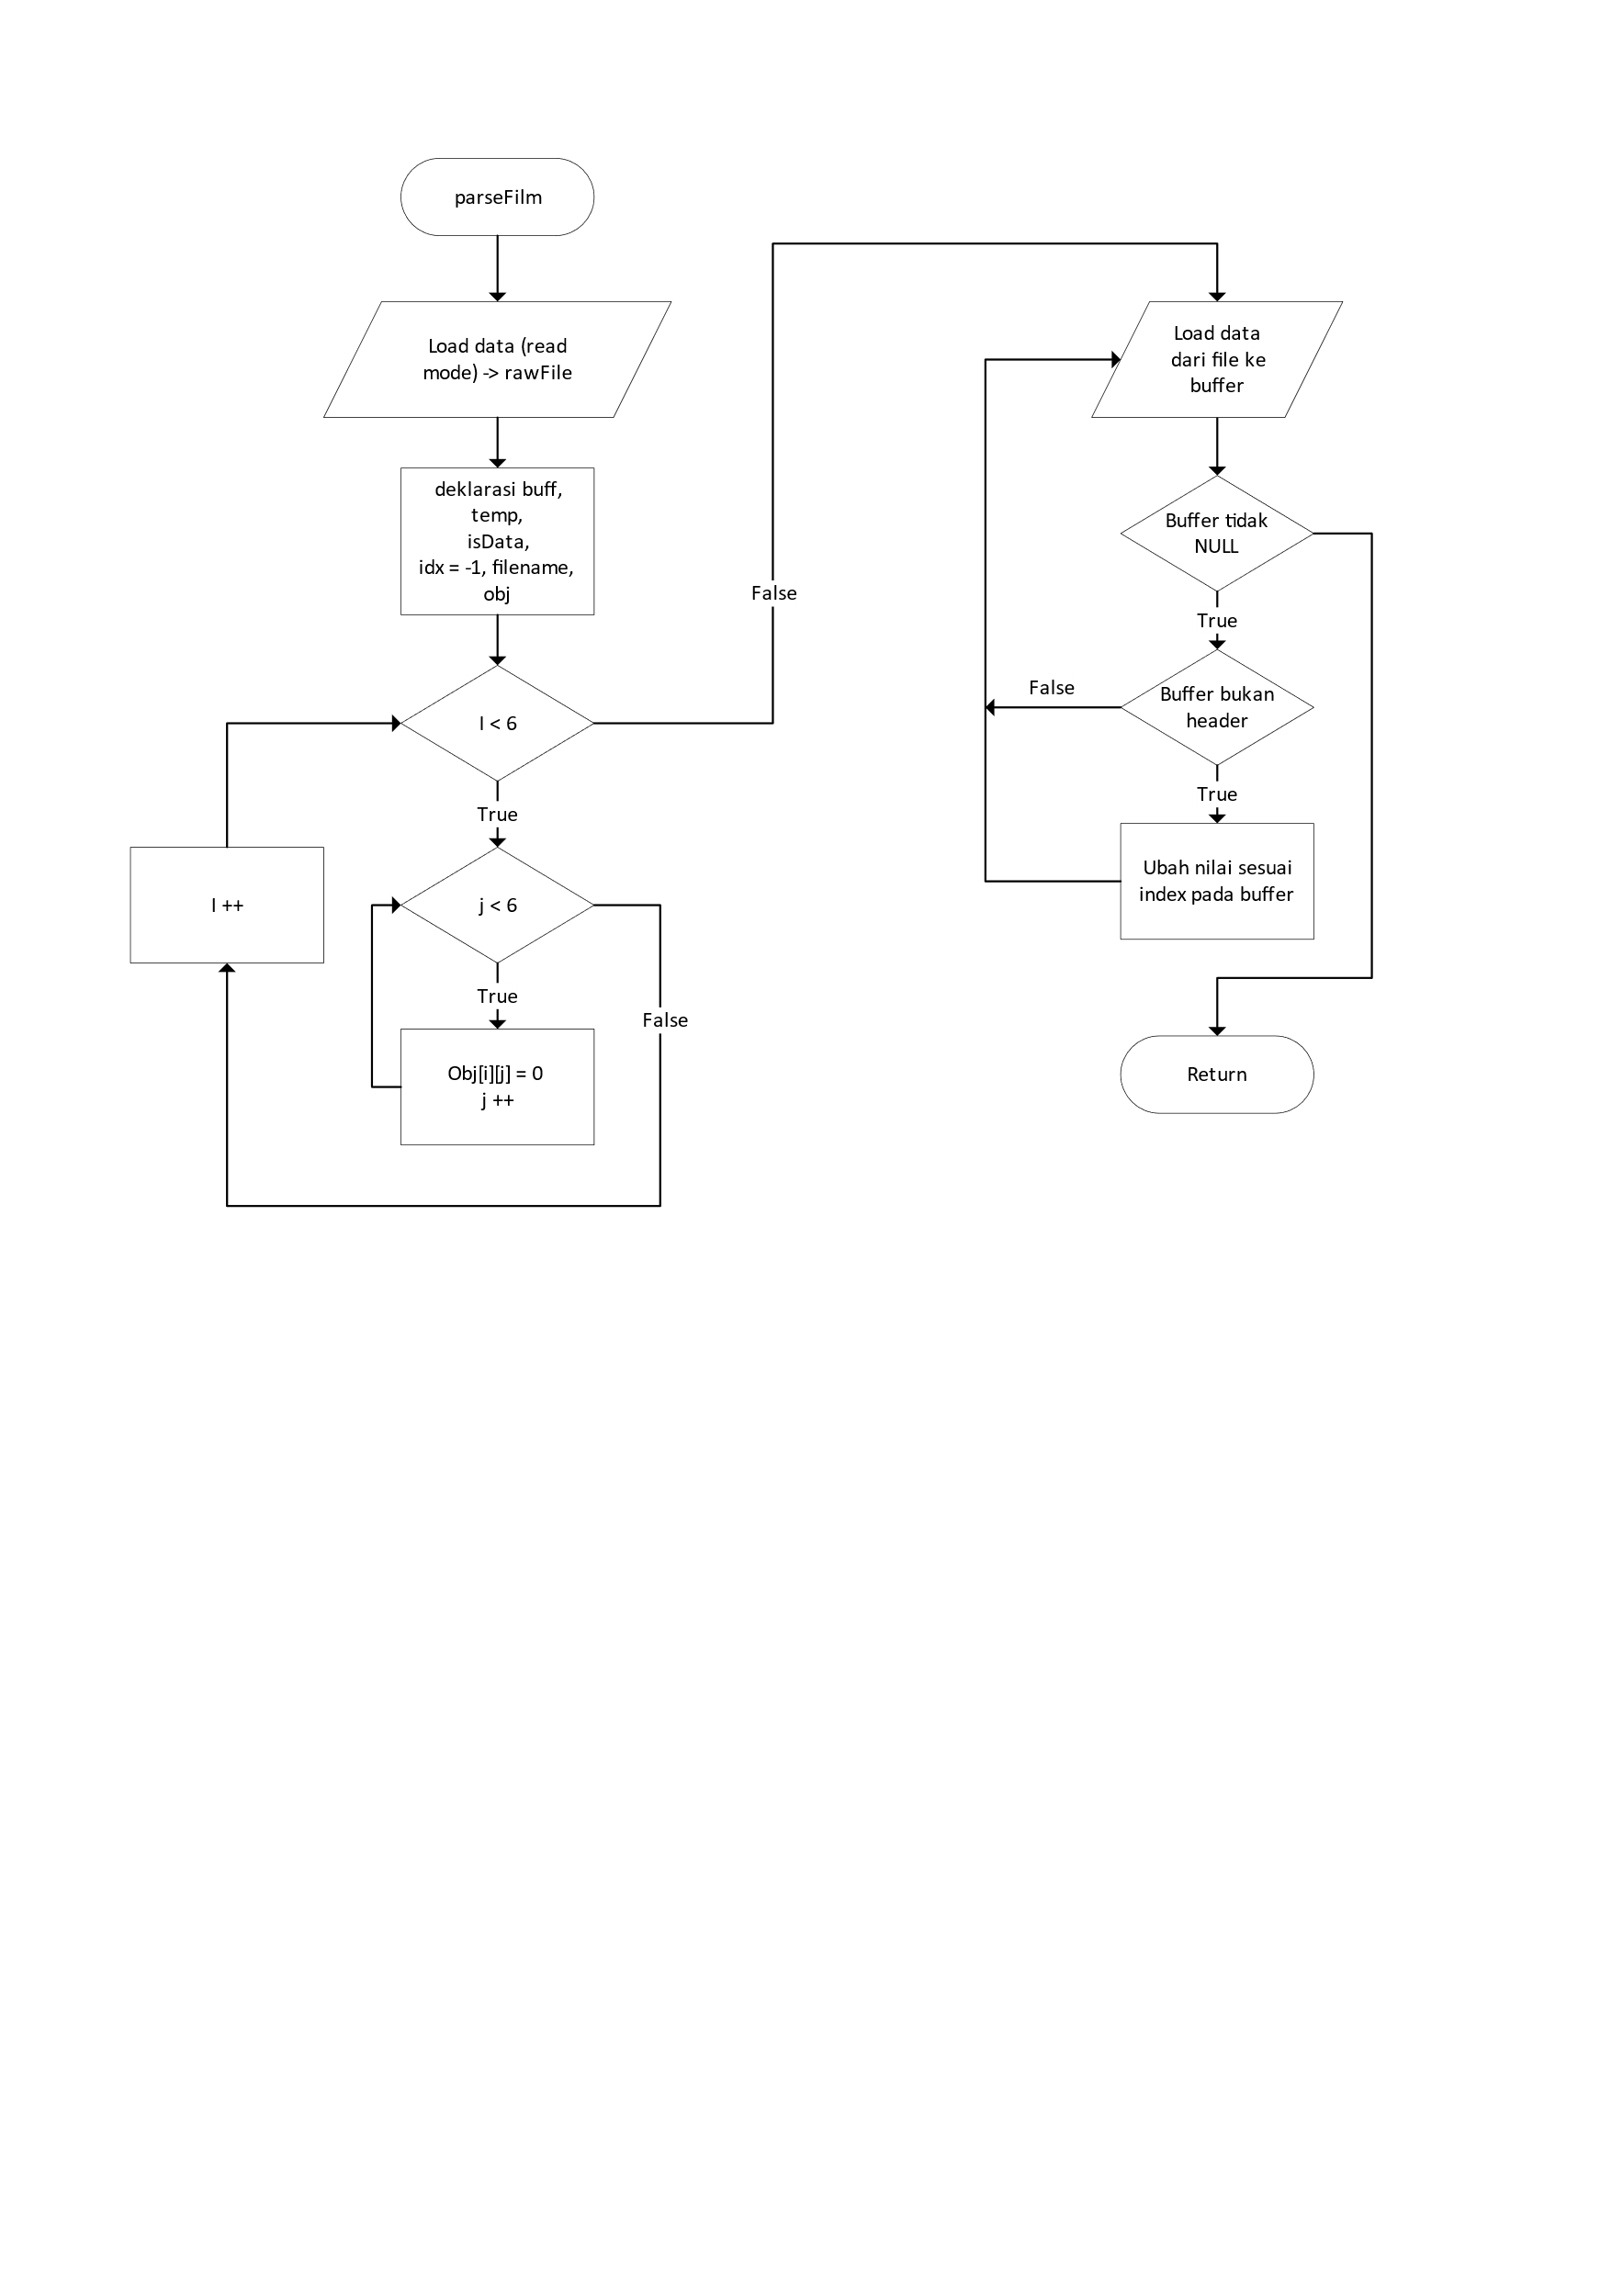 parseFilm
Load data (read
mode) -> rawFile
deklarasi buff,
temp,
isData,
idx = -1, filename,
obj
I < 6
True
False
I ++
j < 6
True
False
Obj[i][j] = 0
j ++
Load data
dari file ke
buffer
Buffer tidak
NULL
True
Buffer bukan
header
False
True
Ubah nilai sesuai
index pada buffer
Return